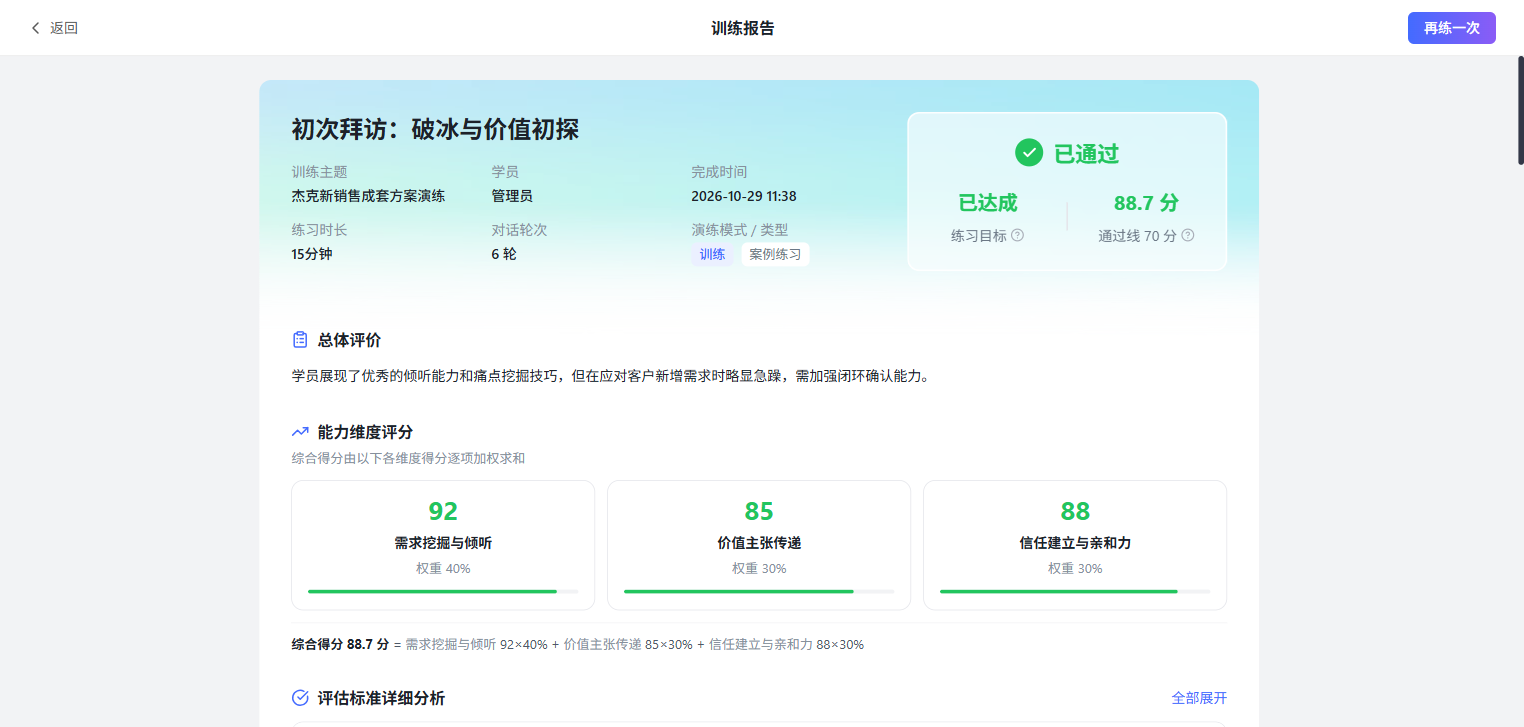 返回
训练报告
再练一次
初次拜访：破冰与价值初探
训练主题
学员
完成时间
杰克新销售成套方案演练
管理员
2026-10-29 11:38
练习时长
对话轮次
演练模式 / 类型
15分钟
6 轮
训练
案例练习
已通过
已达成
88.7 分
练习目标
通过线 70 分
总体评价
学员展现了优秀的倾听能力和痛点挖掘技巧，但在应对客户新增需求时略显急躁，需加强闭环确认能力。
能力维度评分
综合得分由以下各维度得分逐项加权求和
92
需求挖掘与倾听
权重 40%
85
价值主张传递
权重 30%
88
信任建立与亲和力
权重 30%
综合得分 88.7 分 = 需求挖掘与倾听 92×40% + 价值主张传递 85×30% + 信任建立与亲和力 88×30%
评估标准详细分析
全部展开